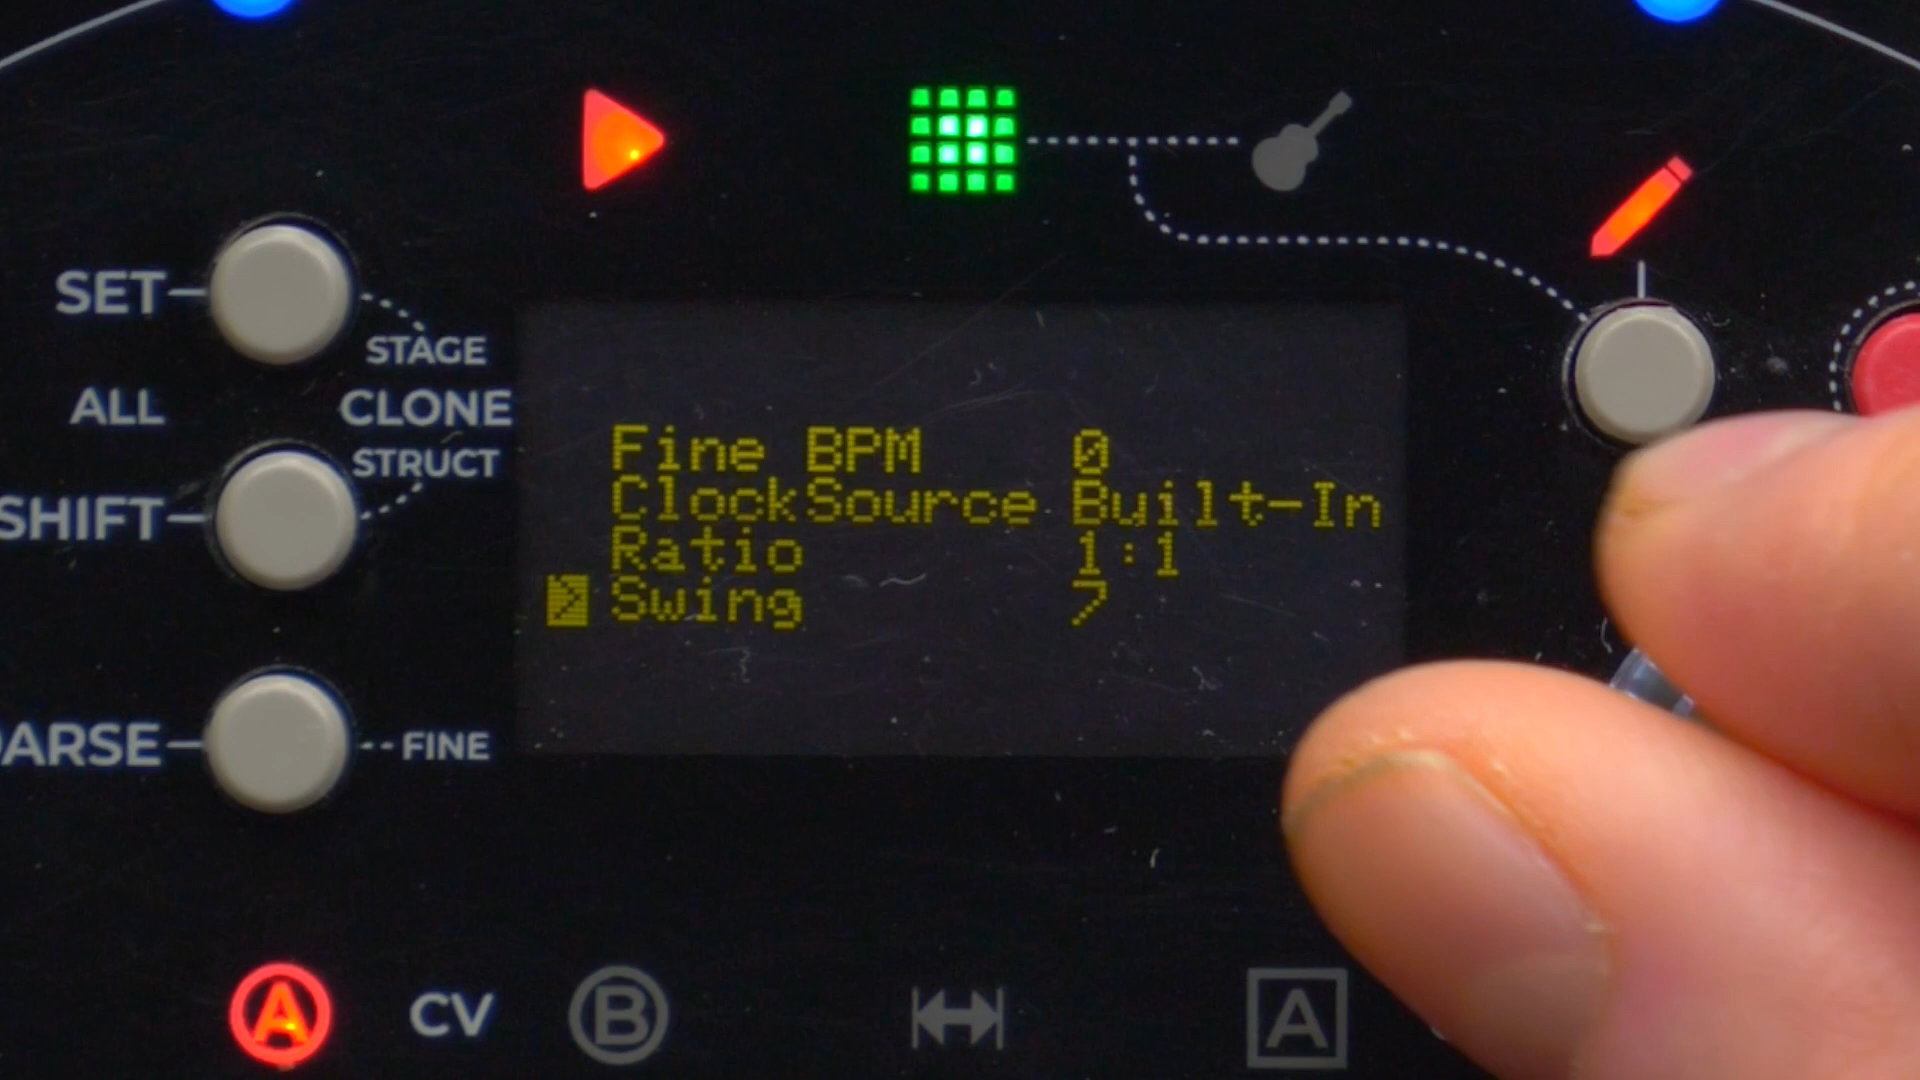 SET
STAGE
ALL
CLONE
STRUCT
SHIFT
ARSE
FINE
Fine BPM 0
ClockSource Built-In
Ratio 1:1
> Swing 7
A
CV
B
A